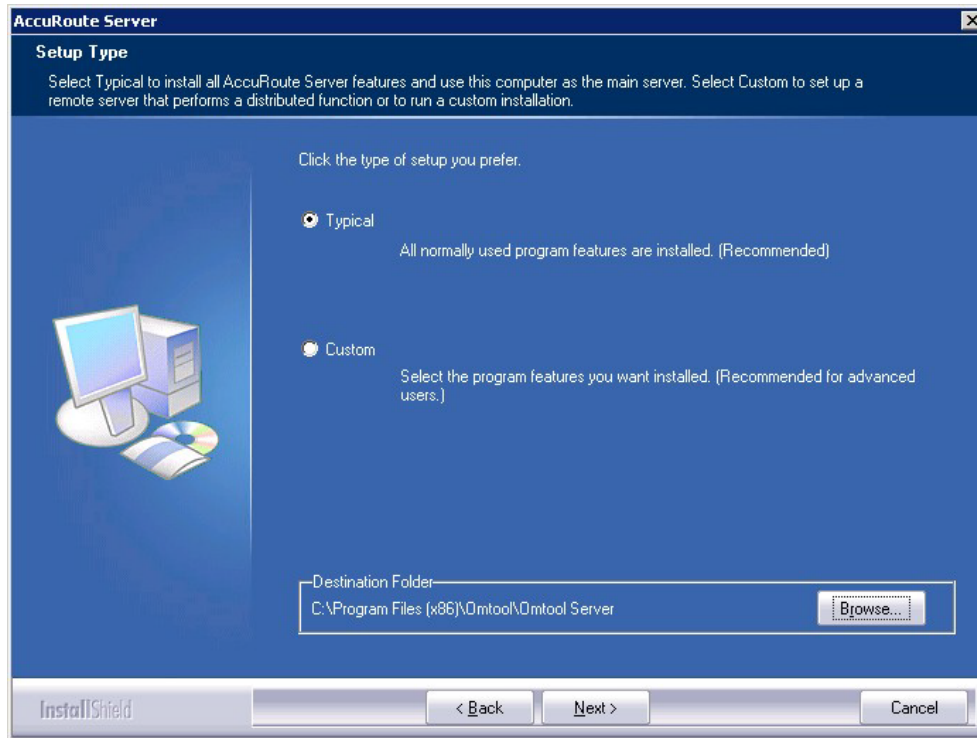 AccuRoute Server
Setup Type
Select Typical to install all AccuRoute Server features and use this computer as the main server. Select Custom to set up a
remote server that performs a distributed function or to run a custom installation.
Click the type of setup you prefer.
Typical
All normally used program features are installed. (Recommended)
Custom
Select the program features you want installed. (Recommended for advanced
users.)
Destination Folder
C:\Program Files (x86)\Omtool\Omtool Server
Browse...
InstallShield
< Back
Next >
Cancel